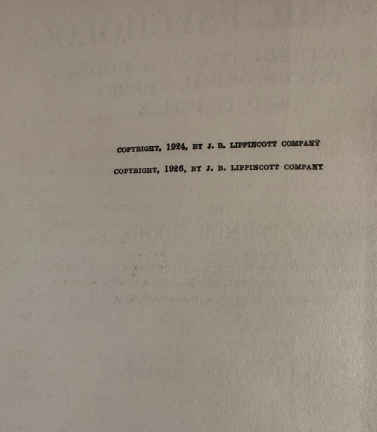 COPYRIGHT, 1924, BY J. B. LIPPINCOTT COMPANY
COPYRIGHT, 1926, BY J. B. LIPPINCOTT COMPANY